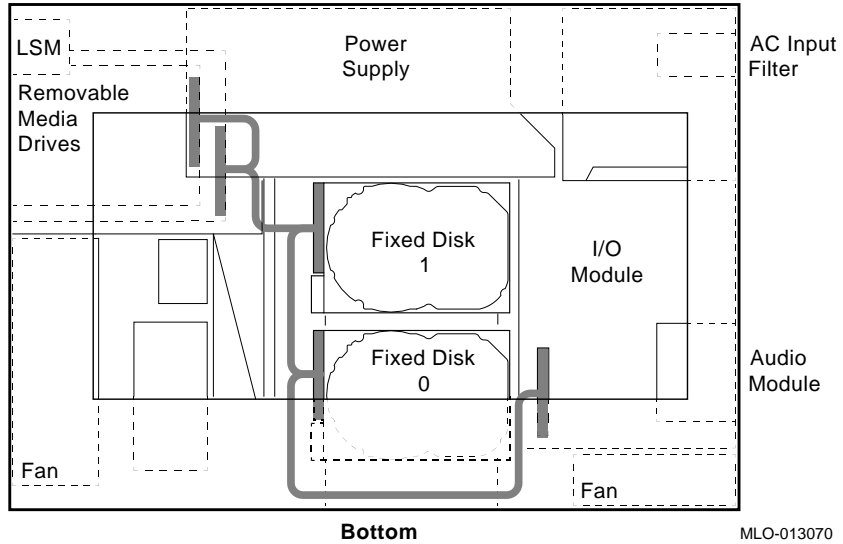 LSM
Power
Supply
AC Input
Filter
Removable
Media
Drives
Fixed Disk
1
I/O
Module
Fixed Disk
0
Audio
Module
Fan
Fan
Bottom
MLO-013070